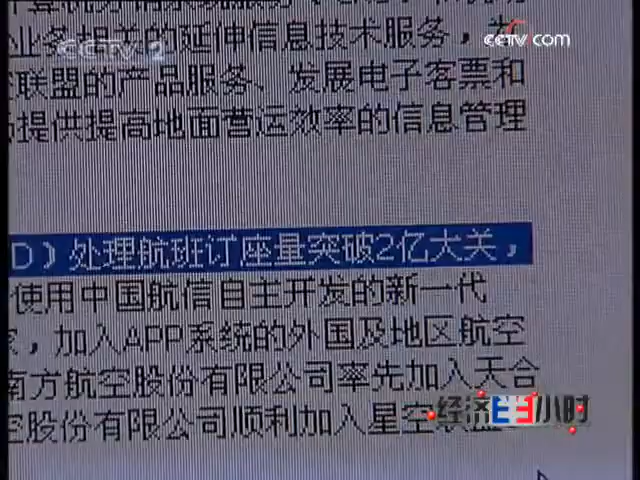 业务相关的延伸信息技术服务，为
CCTV-2
CCTV.com
联盟的产品服务、发展电子客票和
提供提高地面营运效率的信息管理
D）处理航班订座量突破2亿大关，
使用中国航信自主开发的新一代
，加入APP系统的外国及地区航空
南方航空股份有限公司率先加入天合
空股份有限公司顺利加入星空联盟
经济半小时